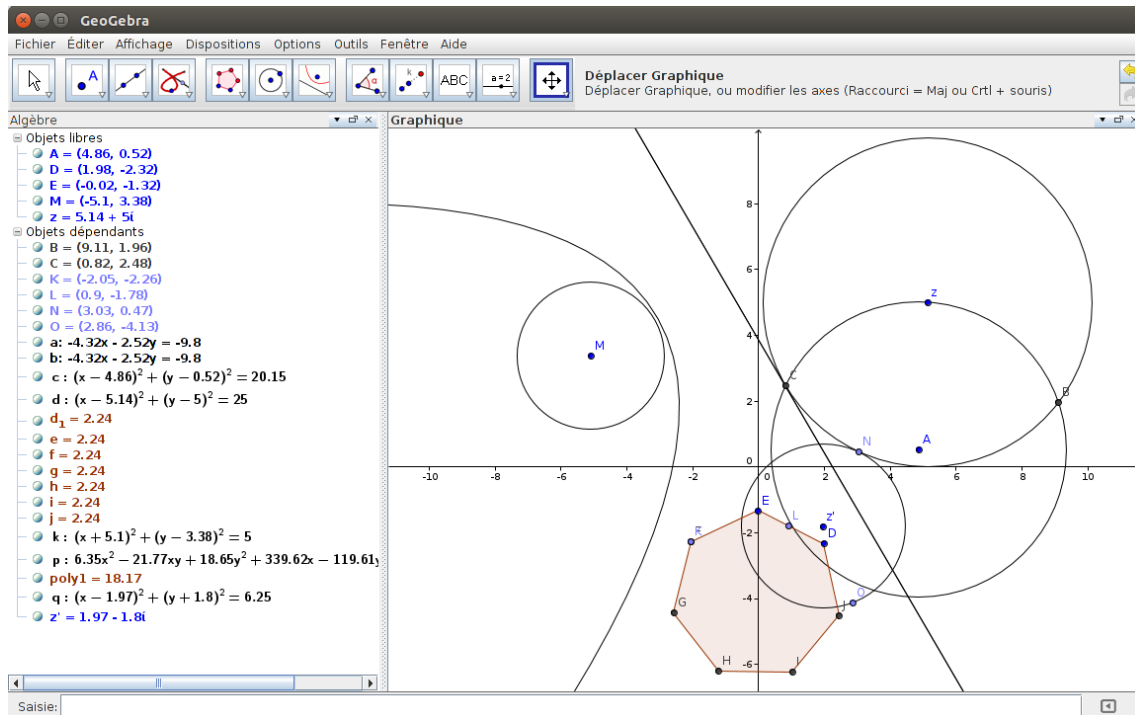 GeoGebra
Fichier Éditer Affichage Dispositions Options Outils Fenêtre Aide
A
α
k
ABC
a=2
Déplacer Graphique
Déplacer Graphique, ou modifier les axes (Raccourci = Maj ou Crtl + souris)
Algèbre
Graphique
Objets libres
A = (4.86, 0.52)
D = (1.98, -2.32)
E = (-0.02, -1.32)
M = (-5.1, 3.38)
z = 5.14 + 5i
Objets dépendants
B = (9.11, 1.96)
C = (0.82, 2.48)
K = (-2.05, -2.26)
L = (0.9, -1.78)
N = (3.03, 0.47)
O = (2.86, -4.13)
a: -4.32x - 2.52y = -9.8
b: -4.32x - 2.52y = -9.8
c : (x − 4.86)² + (y − 0.52)² = 20.15
d : (x − 5.14)² + (y − 5)² = 25
d₁ = 2.24
e = 2.24
f = 2.24
g = 2.24
h = 2.24
i = 2.24
j = 2.24
k : (x + 5.1)² + (y − 3.38)² = 5
p : 6.35x² − 21.77xy + 18.65y² + 339.62x − 119.61y
poly1 = 18.17
q : (x − 1.97)² + (y + 1.8)² = 6.25
z' = 1.97 - 1.8i
8
6
z
4
M
C
2
B
N
A
0
-10 -8 -6 -4 -2 0 2 4 6 8 10
E
L
z'
-2
D
O
-4
G
J
H
I
-6
Saisie: